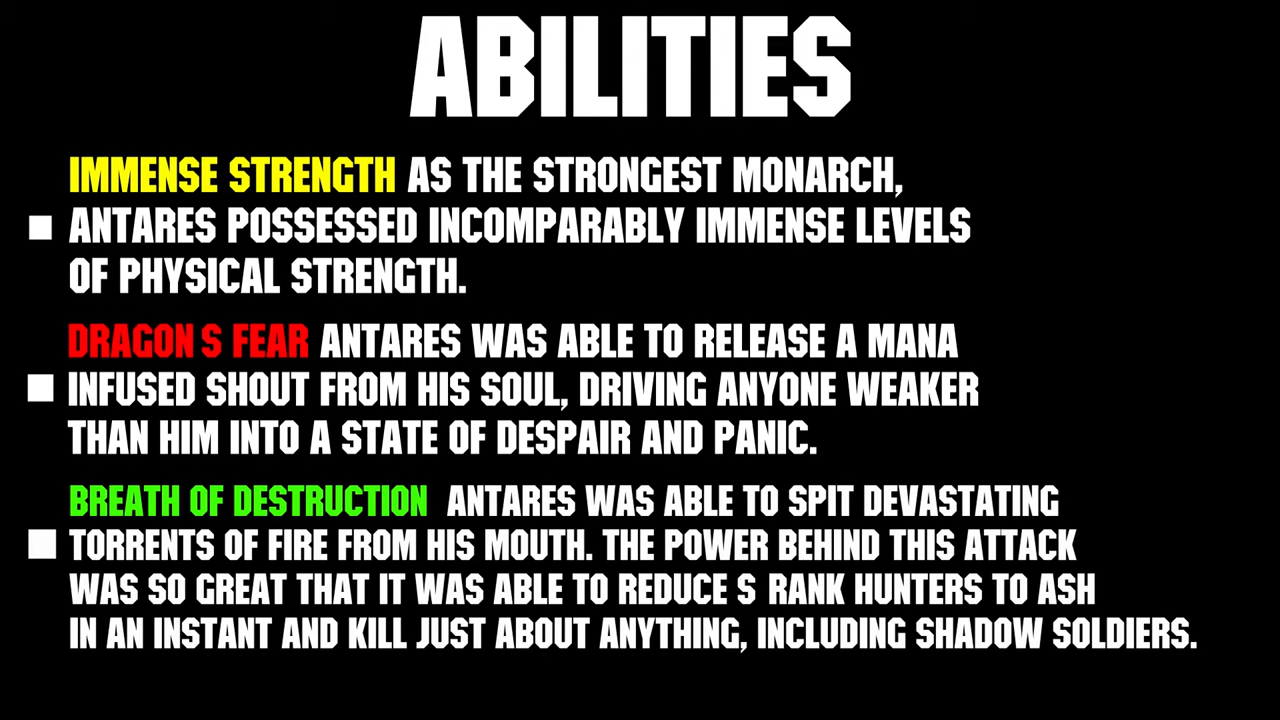 ABILITIES
IMMENSE STRENGTH AS THE STRONGEST MONARCH,
ANTARES POSSESSED INCOMPARABLY IMMENSE LEVELS
OF PHYSICAL STRENGTH.
DRAGON S FEAR ANTARES WAS ABLE TO RELEASE A MANA
INFUSED SHOUT FROM HIS SOUL, DRIVING ANYONE WEAKER
THAN HIM INTO A STATE OF DESPAIR AND PANIC.
BREATH OF DESTRUCTION ANTARES WAS ABLE TO SPIT DEVASTATING
TORRENTS OF FIRE FROM HIS MOUTH. THE POWER BEHIND THIS ATTACK
WAS SO GREAT THAT IT WAS ABLE TO REDUCE S RANK HUNTERS TO ASH
IN AN INSTANT AND KILL JUST ABOUT ANYTHING, INCLUDING SHADOW SOLDIERS.